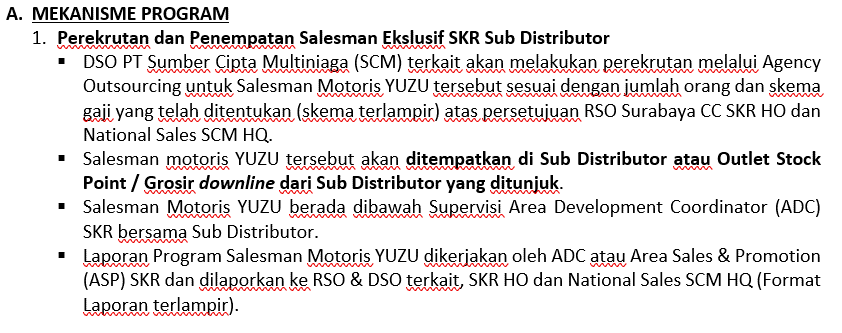 A. MEKANISME PROGRAM
1. Perekrutan dan Penempatan Salesman Ekslusif SKR Sub Distributor
▪ DSO PT Sumber Cipta Multiniaga (SCM) terkait akan melakukan perekrutan melalui Agency
Outsourcing untuk Salesman Motoris YUZU tersebut sesuai dengan jumlah orang dan skema
gaji yang telah ditentukan (skema terlampir) atas persetujuan RSO Surabaya CC SKR HO dan
National Sales SCM HQ.
▪ Salesman motoris YUZU tersebut akan ditempatkan di Sub Distributor atau Outlet Stock
Point / Grosir downline dari Sub Distributor yang ditunjuk.
▪ Salesman Motoris YUZU berada dibawah Supervisi Area Development Coordinator (ADC)
SKR bersama Sub Distributor.
▪ Laporan Program Salesman Motoris YUZU dikerjakan oleh ADC atau Area Sales & Promotion
(ASP) SKR dan dilaporkan ke RSO & DSO terkait, SKR HO dan National Sales SCM HQ (Format
Laporan terlampir).